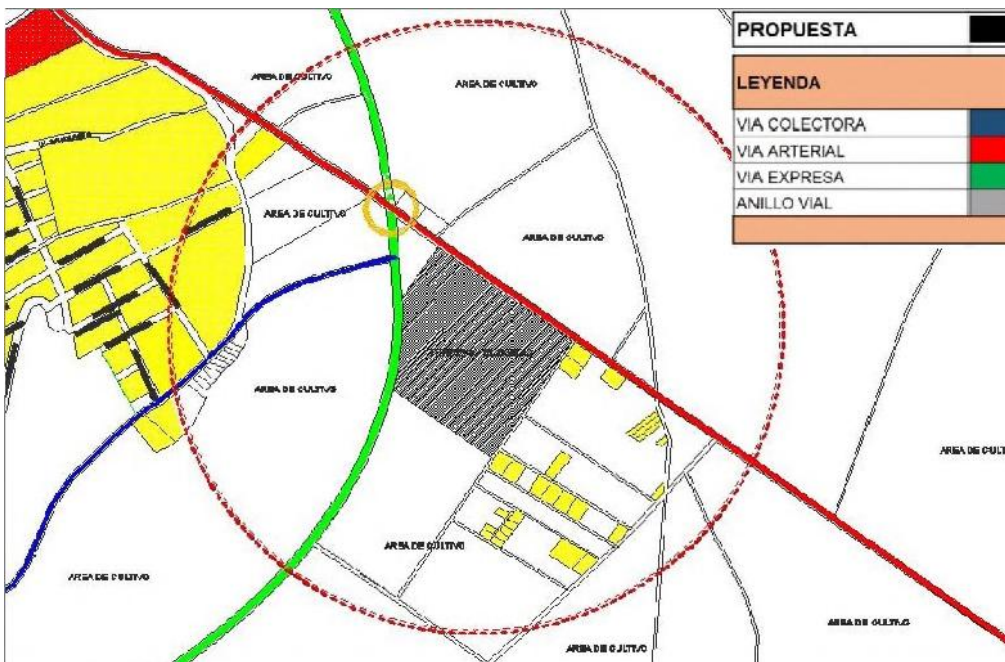 PROPUESTA
LEYENDA
VIA COLECTORA
VIA ARTERIAL
VIA EXPRESA
ANILLO VIAL
AREA DE CULTIVO
AREA DE CULTIVO
AREA DE CULTIVO
AREA DE CULTIVO
AREA DE CULTIVO
AREA DE CULTIVO
AREA DE CULTIVO
AREA DE CULTIVO
AREA DE CULTIVO
AREA DE CULTIVO